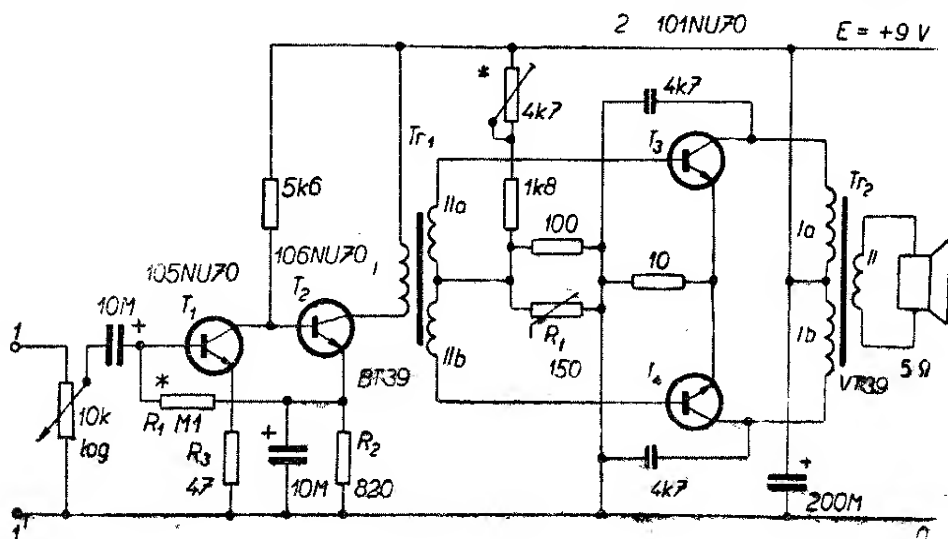 2 101NU70
E = +9 V
*
4k7
4k7
Tr1
T3
5k6
1k8
IIa
Ia
Tr2
100
105NU70
106NU70
I
10
II
10M
+
T1
T2
1
IIb
R1
150
T4
Ib
BT39
VT39
5Ω
*
R1 M1
10k
log
R3
47
+
10M
R2
820
4k7
+
200M
1'
0